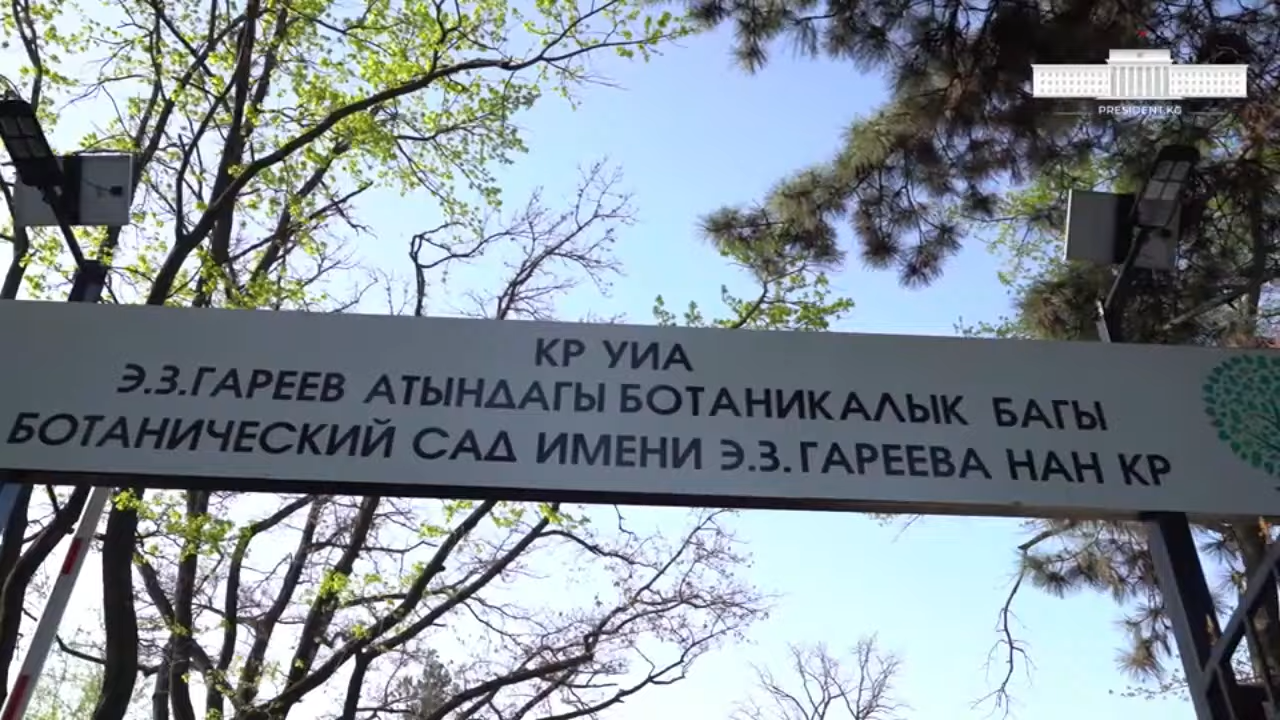 PRESIDENT.KG
КР УИА
Э.З.ГАРЕЕВ АТЫНДАГЫ БОТАНИКАЛЫК БАГЫ
БОТАНИЧЕСКИЙ САД ИМЕНИ Э.З.ГАРЕЕВА НАН КР